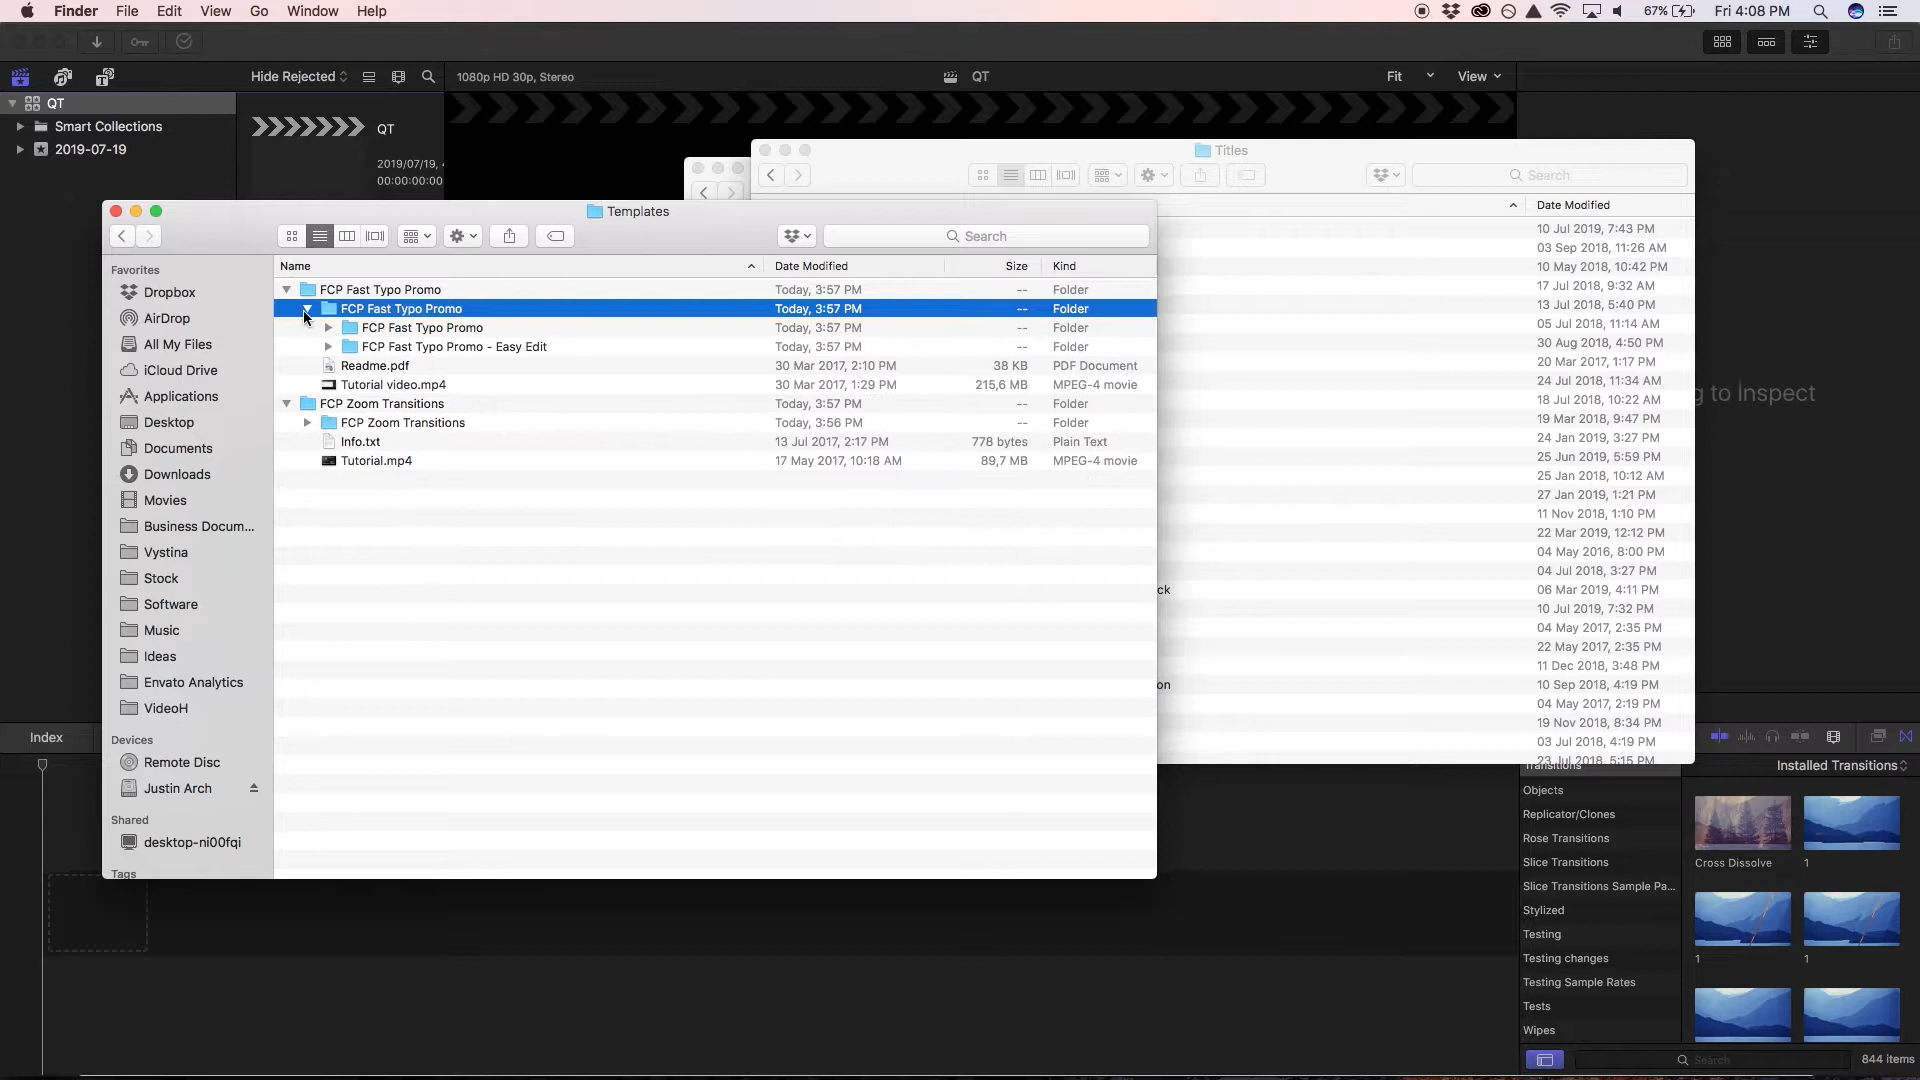 Finder File Edit View Go Window Help 67% Fri 4:08 PM
Hide Rejected 1080p HD 30p, Stereo QT Fit View
QT
Smart Collections
2019-07-19
QT
2019/07/19,
00:00:00:00
Titles
Search
Date Modified
10 Jul 2019, 7:43 PM
03 Sep 2018, 11:26 AM
10 May 2018, 10:42 PM
17 Jul 2018, 9:32 AM
13 Jul 2018, 5:40 PM
05 Jul 2018, 11:14 AM
30 Aug 2018, 4:50 PM
20 Mar 2017, 1:17 PM
24 Jul 2018, 11:34 AM
18 Jul 2018, 10:22 AM
19 Mar 2018, 9:47 PM
24 Jan 2019, 3:27 PM
25 Jun 2019, 5:59 PM
25 Jan 2018, 10:12 AM
27 Jan 2019, 1:21 PM
11 Nov 2018, 1:10 PM
22 Mar 2019, 12:12 PM
04 May 2016, 8:00 PM
04 Jul 2018, 3:27 PM
ck 06 Mar 2019, 4:11 PM
10 Jul 2019, 7:32 PM
04 May 2017, 2:35 PM
22 May 2017, 2:35 PM
11 Dec 2018, 3:48 PM
on 10 Sep 2018, 4:19 PM
04 May 2017, 2:19 PM
19 Nov 2018, 8:34 PM
03 Jul 2018, 4:19 PM
23 Jul 2018, 5:15 PM
g to Inspect
Templates
Search
Favorites
Dropbox
AirDrop
All My Files
iCloud Drive
Applications
Desktop
Documents
Downloads
Movies
Business Docum...
Vystina
Stock
Software
Music
Ideas
Envato Analytics
VideoH
Devices
Remote Disc
Justin Arch
Shared
desktop-ni00fqi
Tags
Name Date Modified Size Kind
FCP Fast Typo Promo Today, 3:57 PM -- Folder
FCP Fast Typo Promo Today, 3:57 PM -- Folder
FCP Fast Typo Promo Today, 3:57 PM -- Folder
FCP Fast Typo Promo - Easy Edit Today, 3:57 PM -- Folder
Readme.pdf 30 Mar 2017, 2:10 PM 38 KB PDF Document
Tutorial video.mp4 30 Mar 2017, 1:29 PM 215,6 MB MPEG-4 movie
FCP Zoom Transitions Today, 3:57 PM -- Folder
FCP Zoom Transitions Today, 3:56 PM -- Folder
Info.txt 13 Jul 2017, 2:17 PM 778 bytes Plain Text
Tutorial.mp4 17 May 2017, 10:18 AM 89,7 MB MPEG-4 movie
Index
Transitions
Objects
Replicator/Clones
Rose Transitions
Slice Transitions
Slice Transitions Sample Pa...
Stylized
Testing
Testing changes
Testing Sample Rates
Tests
Wipes
Installed Transitions
Cross Dissolve 1
1 1
Search 844 items